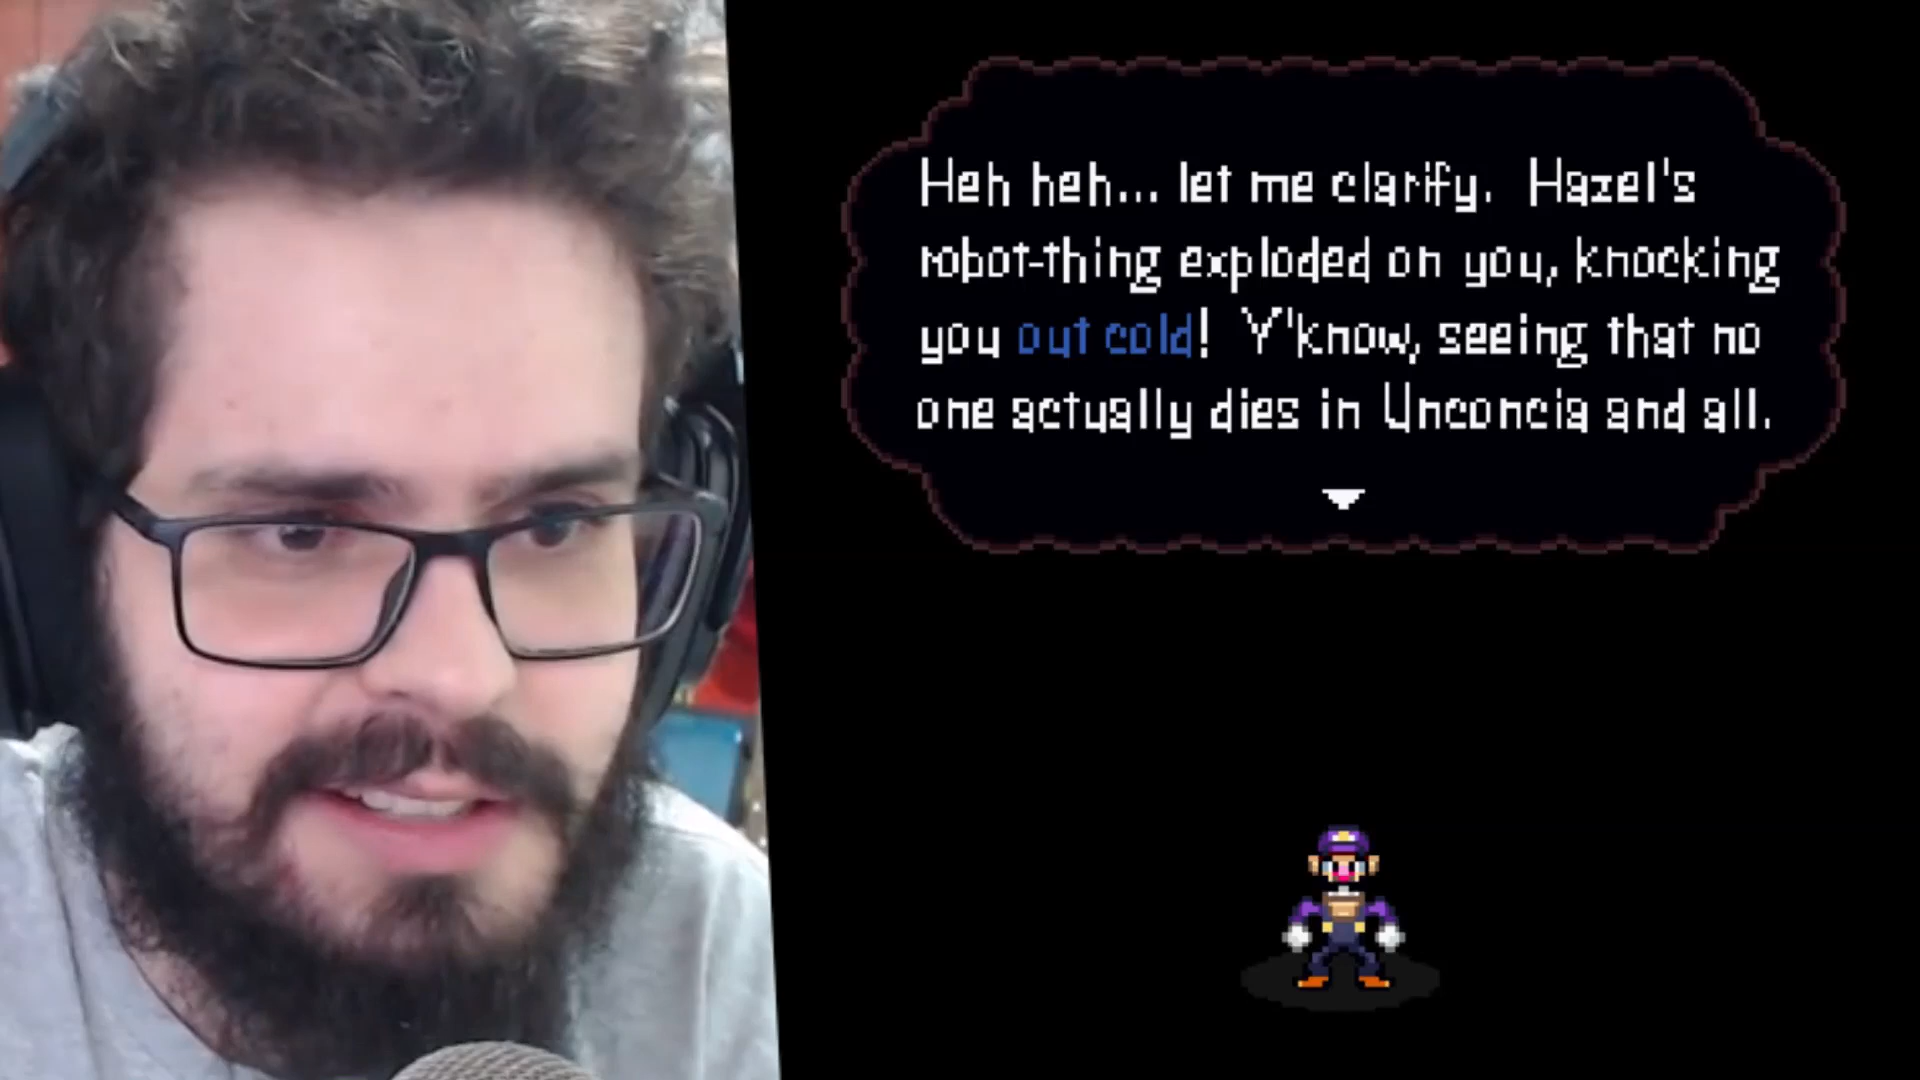 Heh heh... let me clarify. Hazel's
robot-thing exploded on you, knocking
you out cold! Y'know, seeing that no
one actually dies in Unconcia and all.